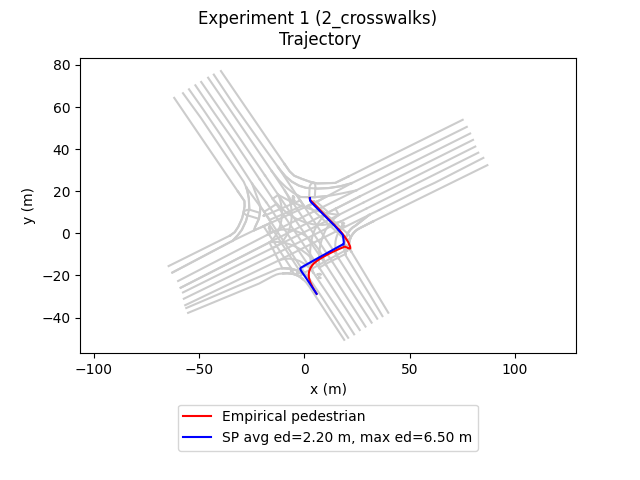 Experiment 1 (2_crosswalks)
Trajectory
80
60
40
20
0
−20
−40
y (m)
−100
−50
0
50
100
x (m)
Empirical pedestrian
SP avg ed=2.20 m, max ed=6.50 m